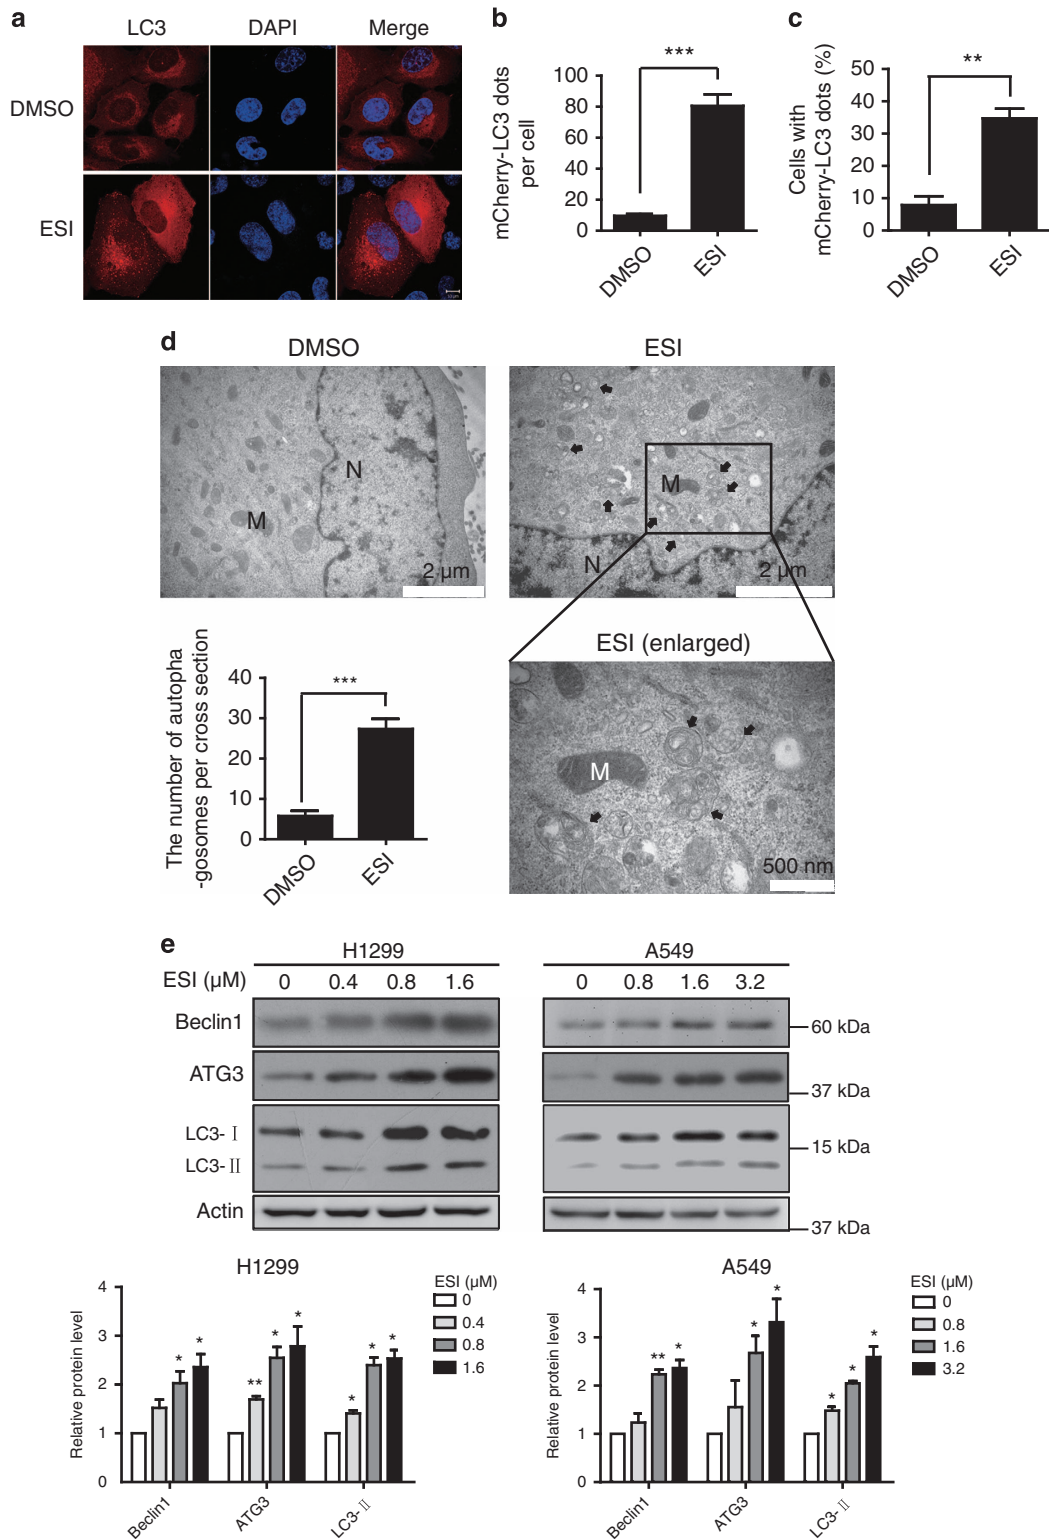 a
LC3 DAPI Merge
DMSO
ESI
b
mCherry-LC3 dots
per cell
100
80
60
40
20
0
***
DMSO
ESI
c
Cells with
mCherry-LC3 dots (%)
50
40
30
20
10
0
**
DMSO
ESI
d
DMSO
N
M
2 µm
ESI
M
N
2 µm
The number of autopha
-gosomes per cross section
40
30
20
10
0
***
DMSO
ESI
ESI (enlarged)
M
500 nm
e
H1299 A549
ESI (µM) 0 0.4 0.8 1.6 0 0.8 1.6 3.2
Beclin1 60 kDa
ATG3 37 kDa
LC3- Ⅰ 15 kDa
LC3- Ⅱ
Actin 37 kDa
H1299
Relative protein level
4
3
2
1
0
* * ** * * * * *
Beclin1
ATG3
LC3- Ⅱ
ESI (µM)
0
0.4
0.8
1.6
A549
Relative protein level
4
3
2
1
0
** * * * * * *
Beclin1
ATG3
LC3- Ⅱ
ESI (µM)
0
0.8
1.6
3.2